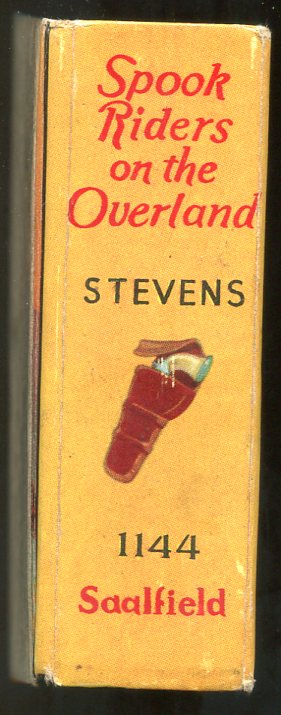 Spook
Riders
on the
Overland
STEVENS
1144
Saalfield